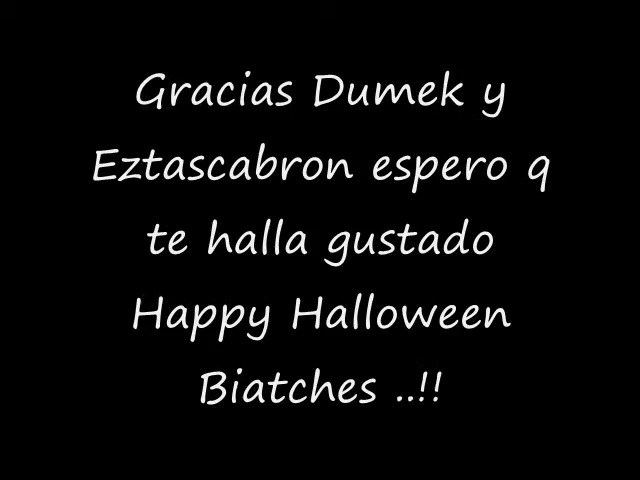 Gracias Dumek y
Eztascabron espero q
te halla gustado
Happy Halloween
Biatches ..!!